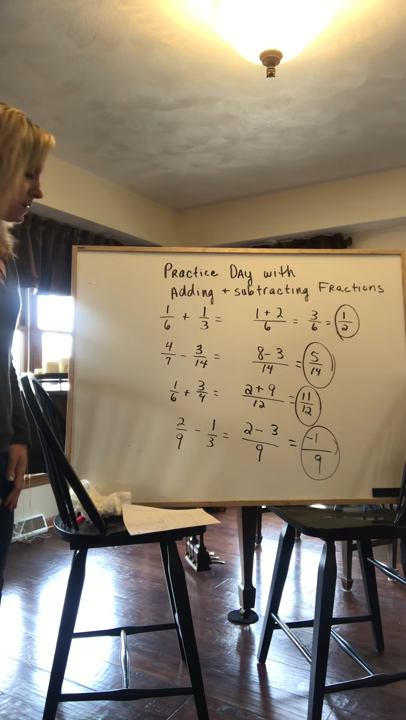 Practice Day with
Adding + subtracting Fractions
1/6 + 1/3 = (1+2)/6 = 3/6 = 1/2
4/7 - 3/14 (8-3)/14 = 5/14
1/6 + 3/4 = (2+9)/12 = 11/12
2/9 - 1/3 = (2-3)/9 = -1/9